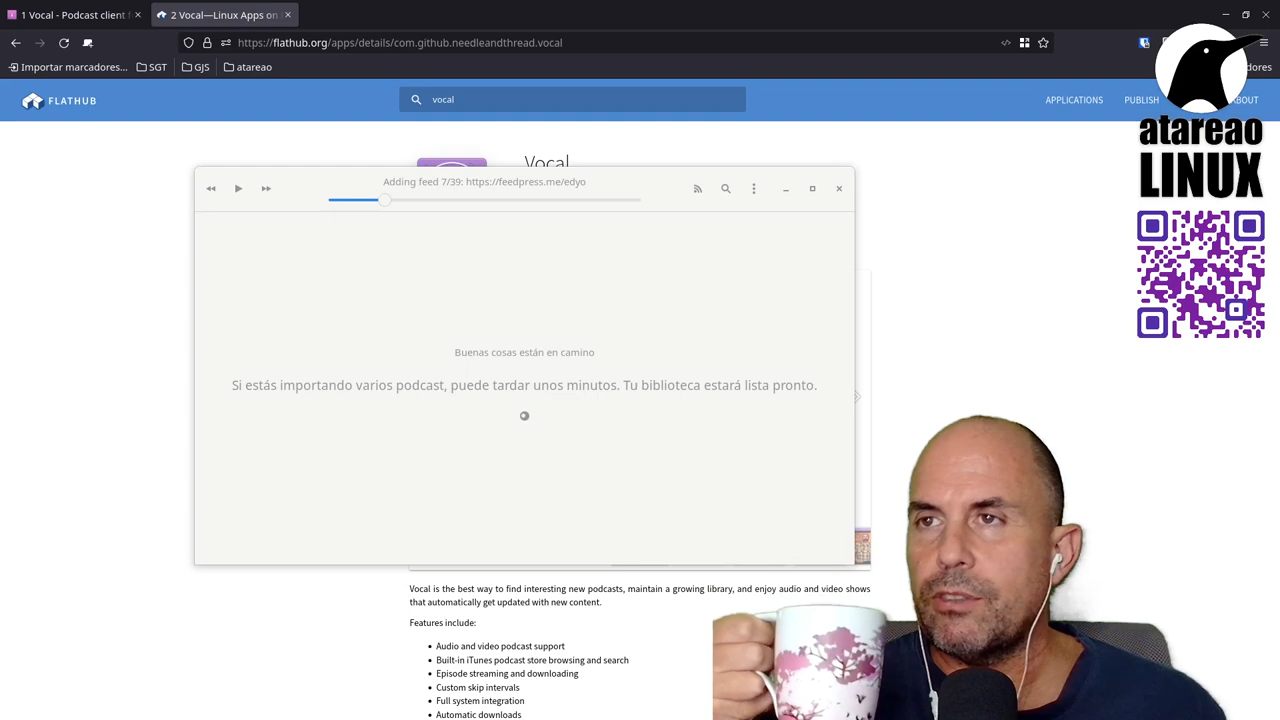 1 Vocal - Podcast client f
2 Vocal—Linux Apps on
https://flathub.org/apps/details/com.github.needleandthread.vocal
Importar marcadores...
SGT
GJS
atareao
FLATHUB
vocal
APPLICATIONS
PUBLISH
ABOUT
atareao
LINUX
Vocal
Adding feed 7/39: https://feedpress.me/edyo
Buenas cosas están en camino
Si estás importando varios podcast, puede tardar unos minutos. Tu biblioteca estará lista pronto.
Vocal is the best way to find interesting new podcasts, maintain a growing library, and enjoy audio and video shows
that automatically get updated with new content.
Features include:
• Audio and video podcast support
• Built-in iTunes podcast store browsing and search
• Episode streaming and downloading
• Custom skip intervals
• Full system integration
• Automatic downloads